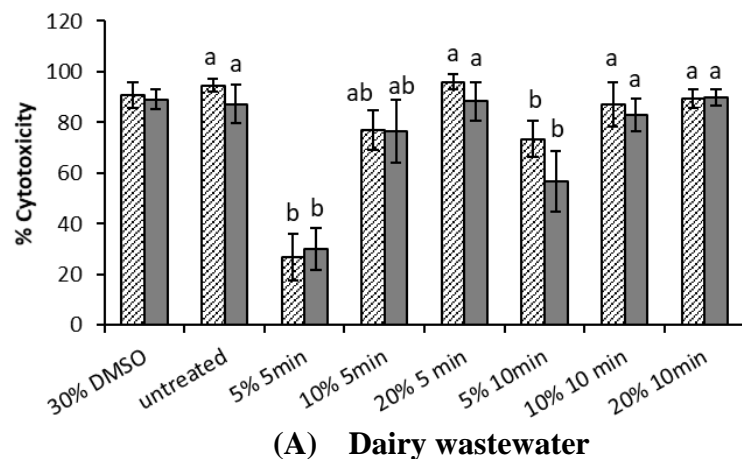 120
100
80
60
40
20
0
% Cytotoxicity
a a
b b
ab ab
a a
b b
a a
a a
30% DMSO
untreated
5% 5min
10% 5min
20% 5 min
5% 10min
10% 10 min
20% 10min
(A) Dairy wastewater